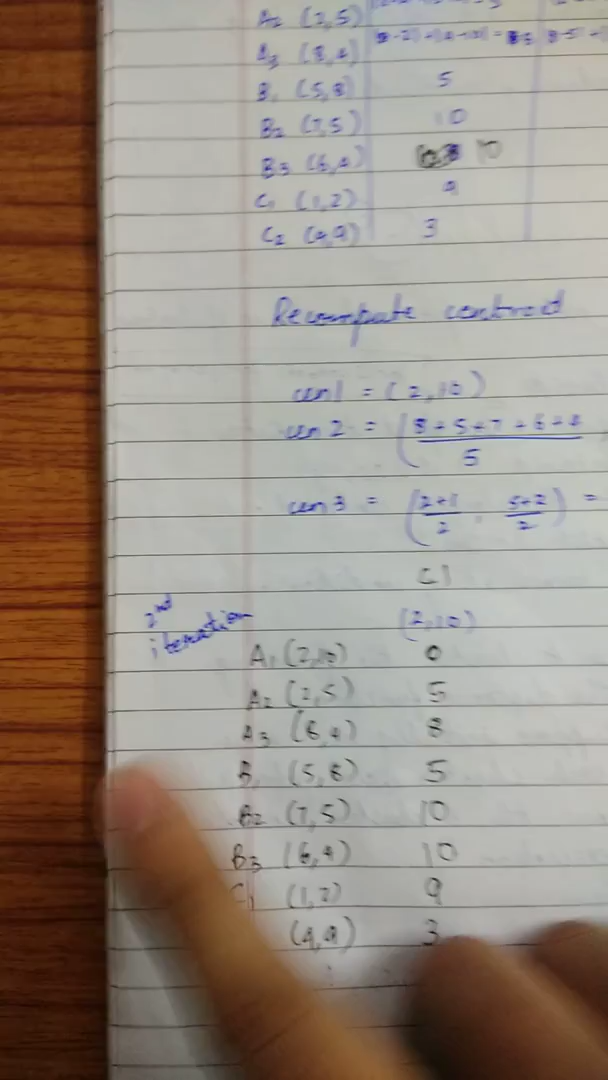 A2 (2,5)
A3 (8,4)
B1 (5,8) 5
B2 (7,5) 10
B3 (6,4) 10
C1 (1,2) 9
C2 (4,9) 3
Recompute centroid
cen1 = (2,10)
cen2 = (8+5+7+6+4
5
cen3 = (2+1 , 5+2) =
2 2
C1
2nd
iteration (2,10)
A1 (2,10) 0
A2 (2,5) 5
A3 (8,4) 8
B1 (5,8) 5
B2 (7,5) 10
B3 (6,4) 10
C1 (1,2) 9
(4,9) 3